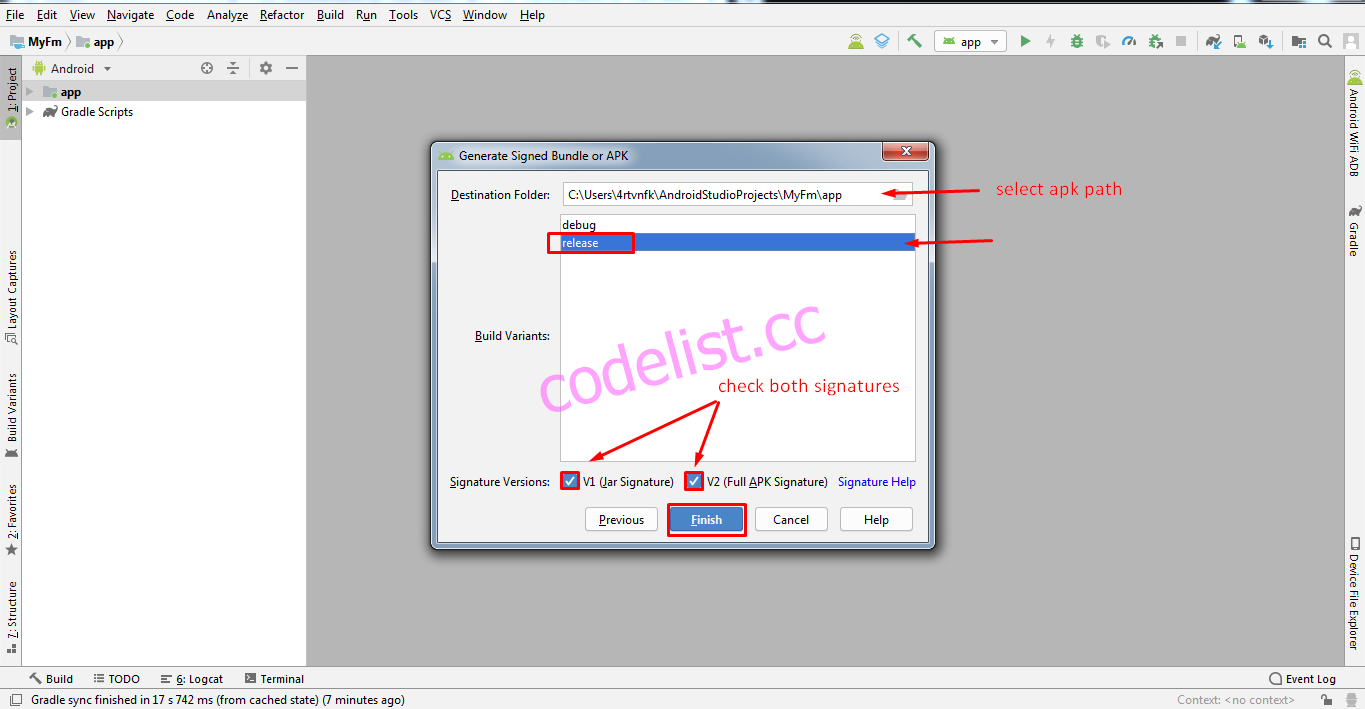 File Edit View Navigate Code Analyze Refactor Build Run Tools VCS Window Help
MyFm app
app
1: Project
Android
app
Gradle Scripts
Layout Captures
Build Variants
2: Favorites
7: Structure
Generate Signed Bundle or APK
Destination Folder: C:\Users\4rtvnfk\AndroidStudioProjects\MyFm\app
select apk path
debug
release
Build Variants:
codelist.cc
check both signatures
Signature Versions: V1 (Jar Signature) V2 (Full APK Signature) Signature Help
Previous Finish Cancel Help
Android WiFi ADB
Gradle
Device File Explorer
Build TODO 6: Logcat Terminal Event Log
Gradle sync finished in 17 s 742 ms (from cached state) (7 minutes ago) Context: <no context>